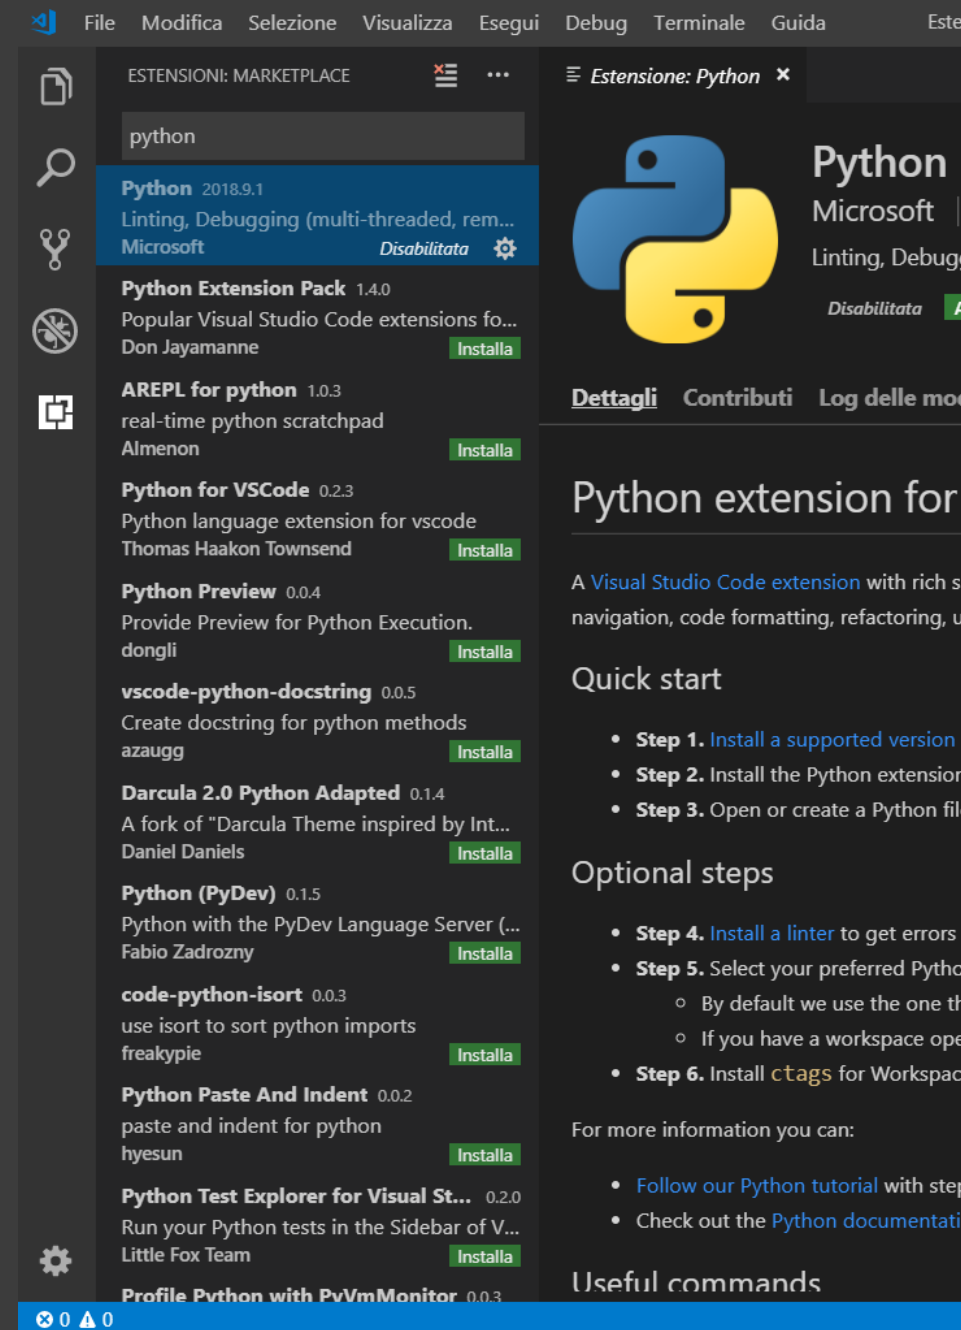 File Modifica Selezione Visualizza Esegui Debug Terminale Guida Este
ESTENSIONI: MARKETPLACE
python
Python 2018.9.1
Linting, Debugging (multi-threaded, rem...
Microsoft Disabilitata
Python Extension Pack 1.4.0
Popular Visual Studio Code extensions fo...
Don Jayamanne Installa
AREPL for python 1.0.3
real-time python scratchpad
Almenon Installa
Python for VSCode 0.2.3
Python language extension for vscode
Thomas Haakon Townsend Installa
Python Preview 0.0.4
Provide Preview for Python Execution.
dongli Installa
vscode-python-docstring 0.0.5
Create docstring for python methods
azaugg Installa
Darcula 2.0 Python Adapted 0.1.4
A fork of "Darcula Theme inspired by Int...
Daniel Daniels Installa
Python (PyDev) 0.1.5
Python with the PyDev Language Server (...
Fabio Zadrozny Installa
code-python-isort 0.0.3
use isort to sort python imports
freakypie Installa
Python Paste And Indent 0.0.2
paste and indent for python
hyesun Installa
Python Test Explorer for Visual St... 0.2.0
Run your Python tests in the Sidebar of V...
Little Fox Team Installa
Profile Python with PyVmMonitor 0.0.3
Estensione: Python
Python
Microsoft
Linting, Debug
Disabilitata
Dettagli Contributi Log delle mo
Python extension for
A Visual Studio Code extension with rich s
navigation, code formatting, refactoring, u
Quick start
• Step 1. Install a supported version
• Step 2. Install the Python extension
• Step 3. Open or create a Python fil
Optional steps
• Step 4. Install a linter to get errors
• Step 5. Select your preferred Pytho
By default we use the one th
If you have a workspace ope
• Step 6. Install ctags for Workspac
For more information you can:
• Follow our Python tutorial with step
• Check out the Python documentati
Useful commands
0 0